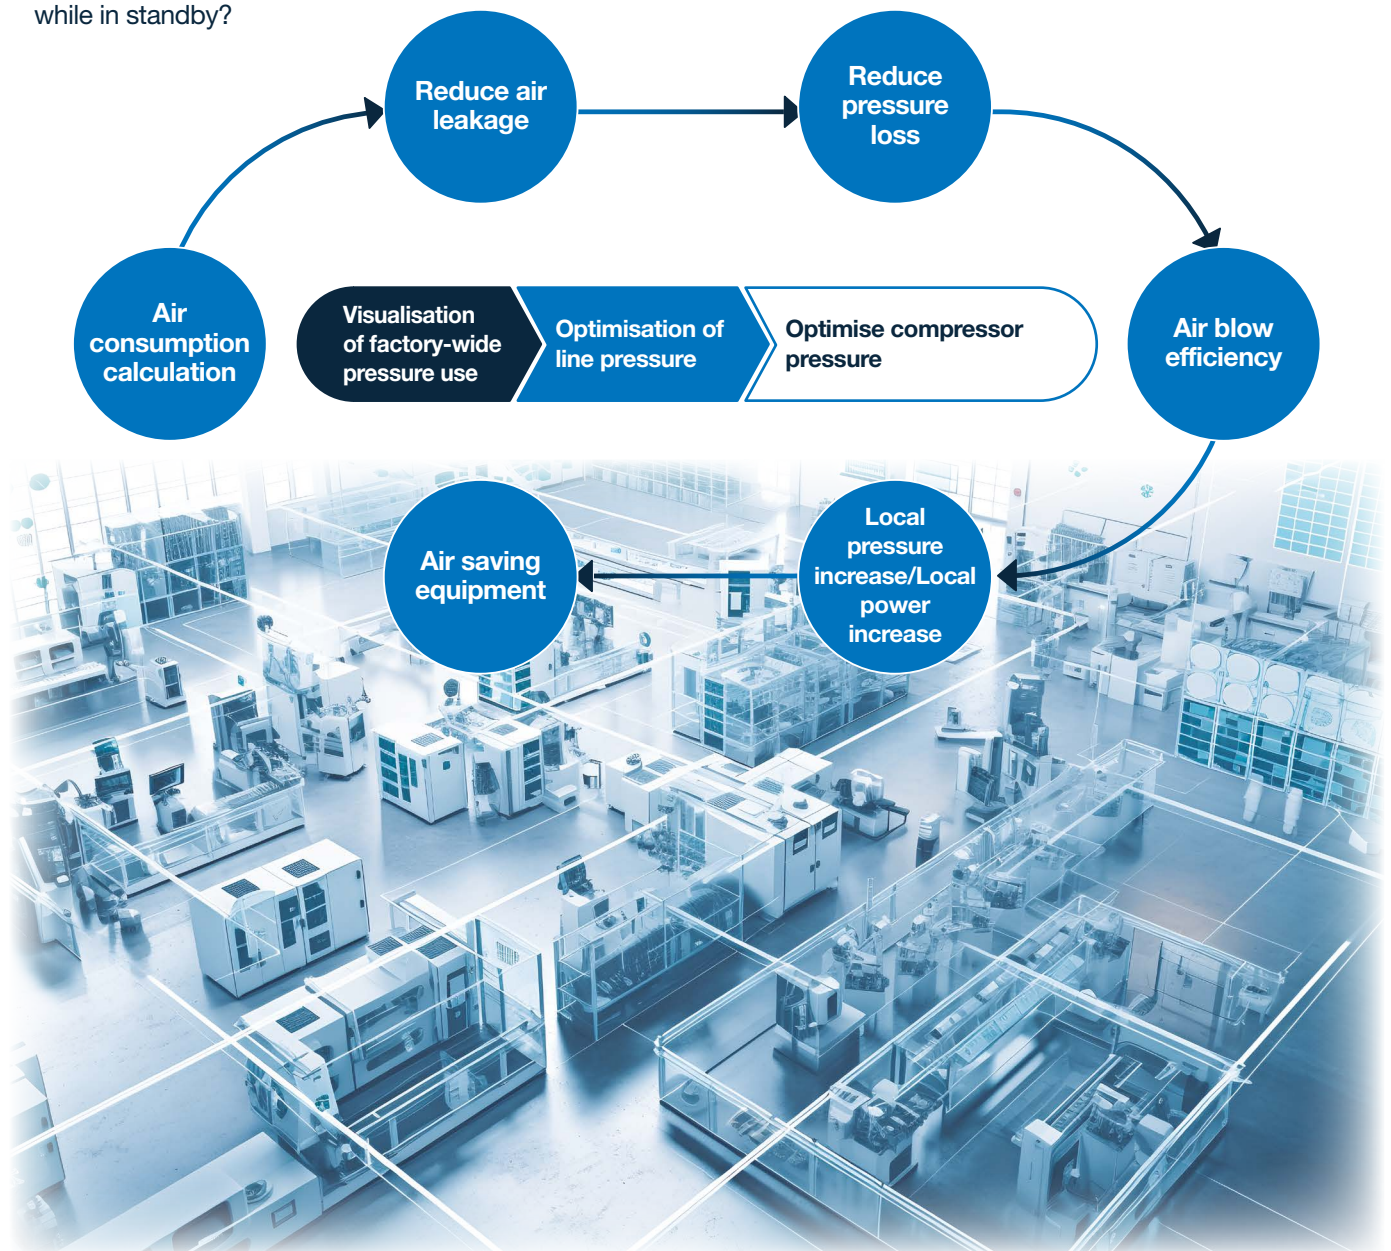 while in standby?
Reduce air
leakage
Reduce
pressure
loss
Air
consumption
calculation
Visualisation
of factory-wide
pressure use
Optimisation of
line pressure
Optimise compressor
pressure
Air blow
efficiency
Air saving
equipment
Local
pressure
increase/Local
power
increase